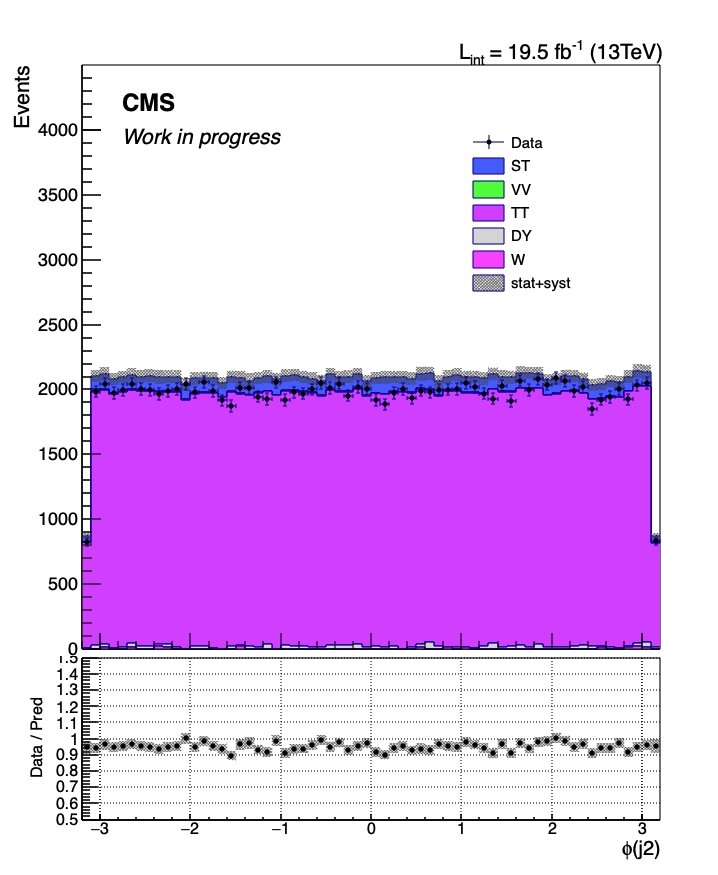 L_int = 19.5 fb⁻¹ (13TeV)
Events
CMS
Work in progress
Data
ST
VV
TT
DY
W
stat+syst
4000
3500
3000
2500
2000
1500
1000
500
0
Data / Pred
1.5
1.4
1.3
1.2
1.1
1
0.9
0.8
0.7
0.6
0.5
−3 −2 −1 0 1 2 3
ϕ(j2)